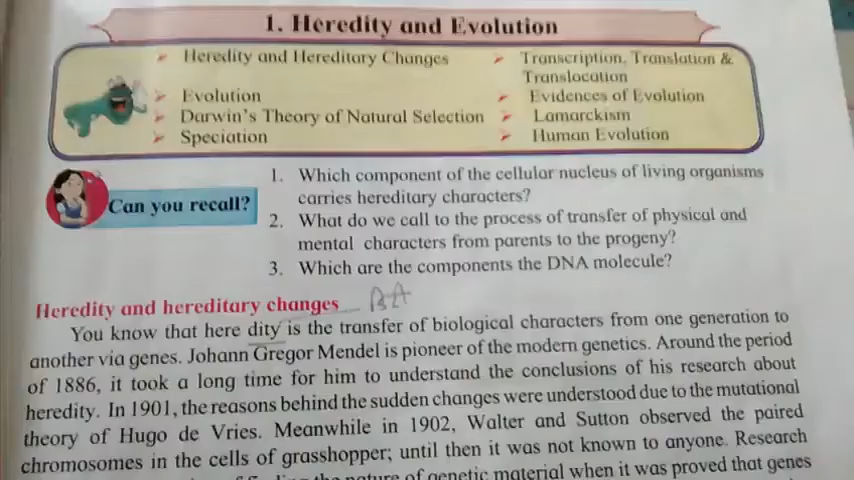 1. Heredity and Evolution
Heredity and Hereditary Changes
Evolution
Darwin's Theory of Natural Selection
Speciation
Transcription, Translation &
Translocation
Evidences of Evolution
Lamarckism
Human Evolution
Can you recall?
1. Which component of the cellular nucleus of living organisms
carries hereditary characters?
2. What do we call to the process of transfer of physical and
mental characters from parents to the progeny?
3. Which are the components the DNA molecule?
Heredity and hereditary changes
You know that here dity is the transfer of biological characters from one generation to
another via genes. Johann Gregor Mendel is pioneer of the modern genetics. Around the period
of 1886, it took a long time for him to understand the conclusions of his research about
heredity. In 1901, the reasons behind the sudden changes were understood due to the mutational
theory of Hugo de Vries. Meanwhile in 1902, Walter and Sutton observed the paired
chromosomes in the cells of grasshopper; until then it was not known to anyone. Research
the nature of genetic material when it was proved that genes